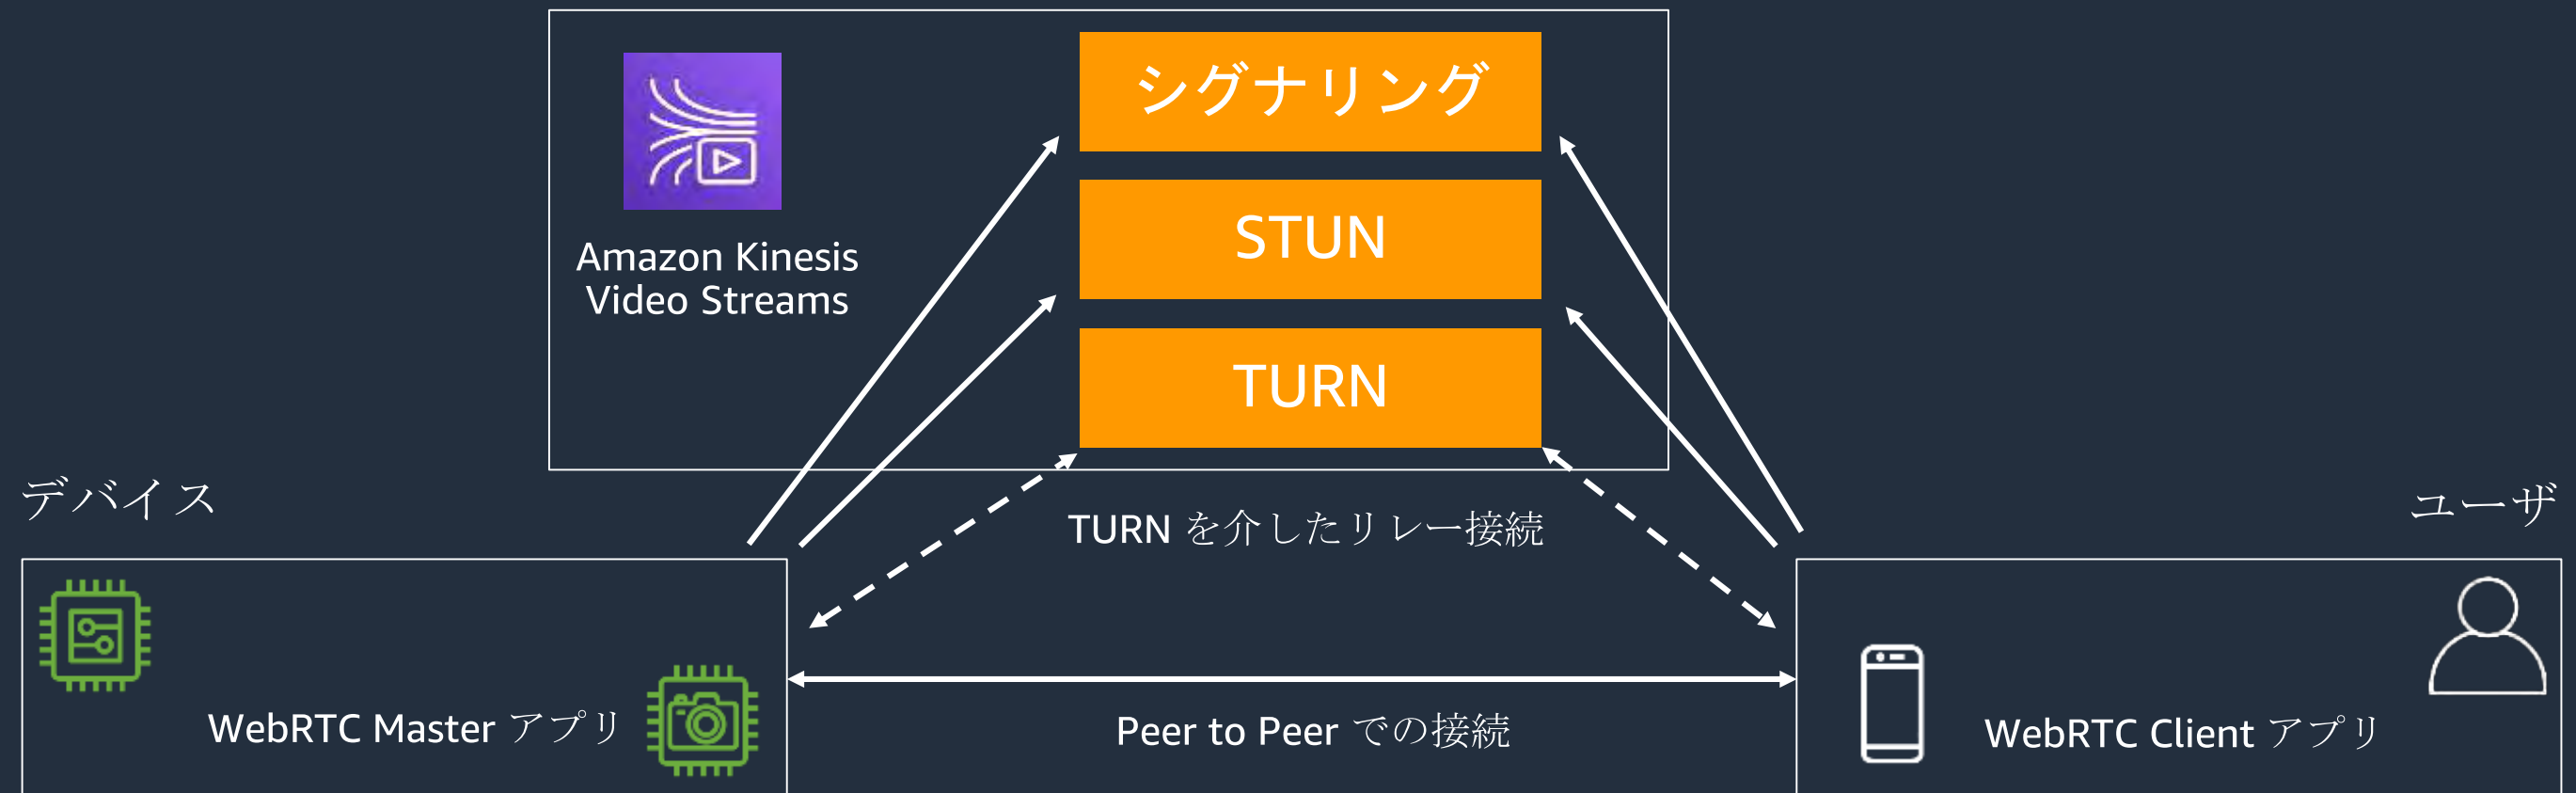 シグナリング
STUN
TURN
Amazon Kinesis
Video Streams
デバイス
ユーザ
TURN を介したリレー接続
WebRTC Master アプリ
Peer to Peer での接続
WebRTC Client アプリ